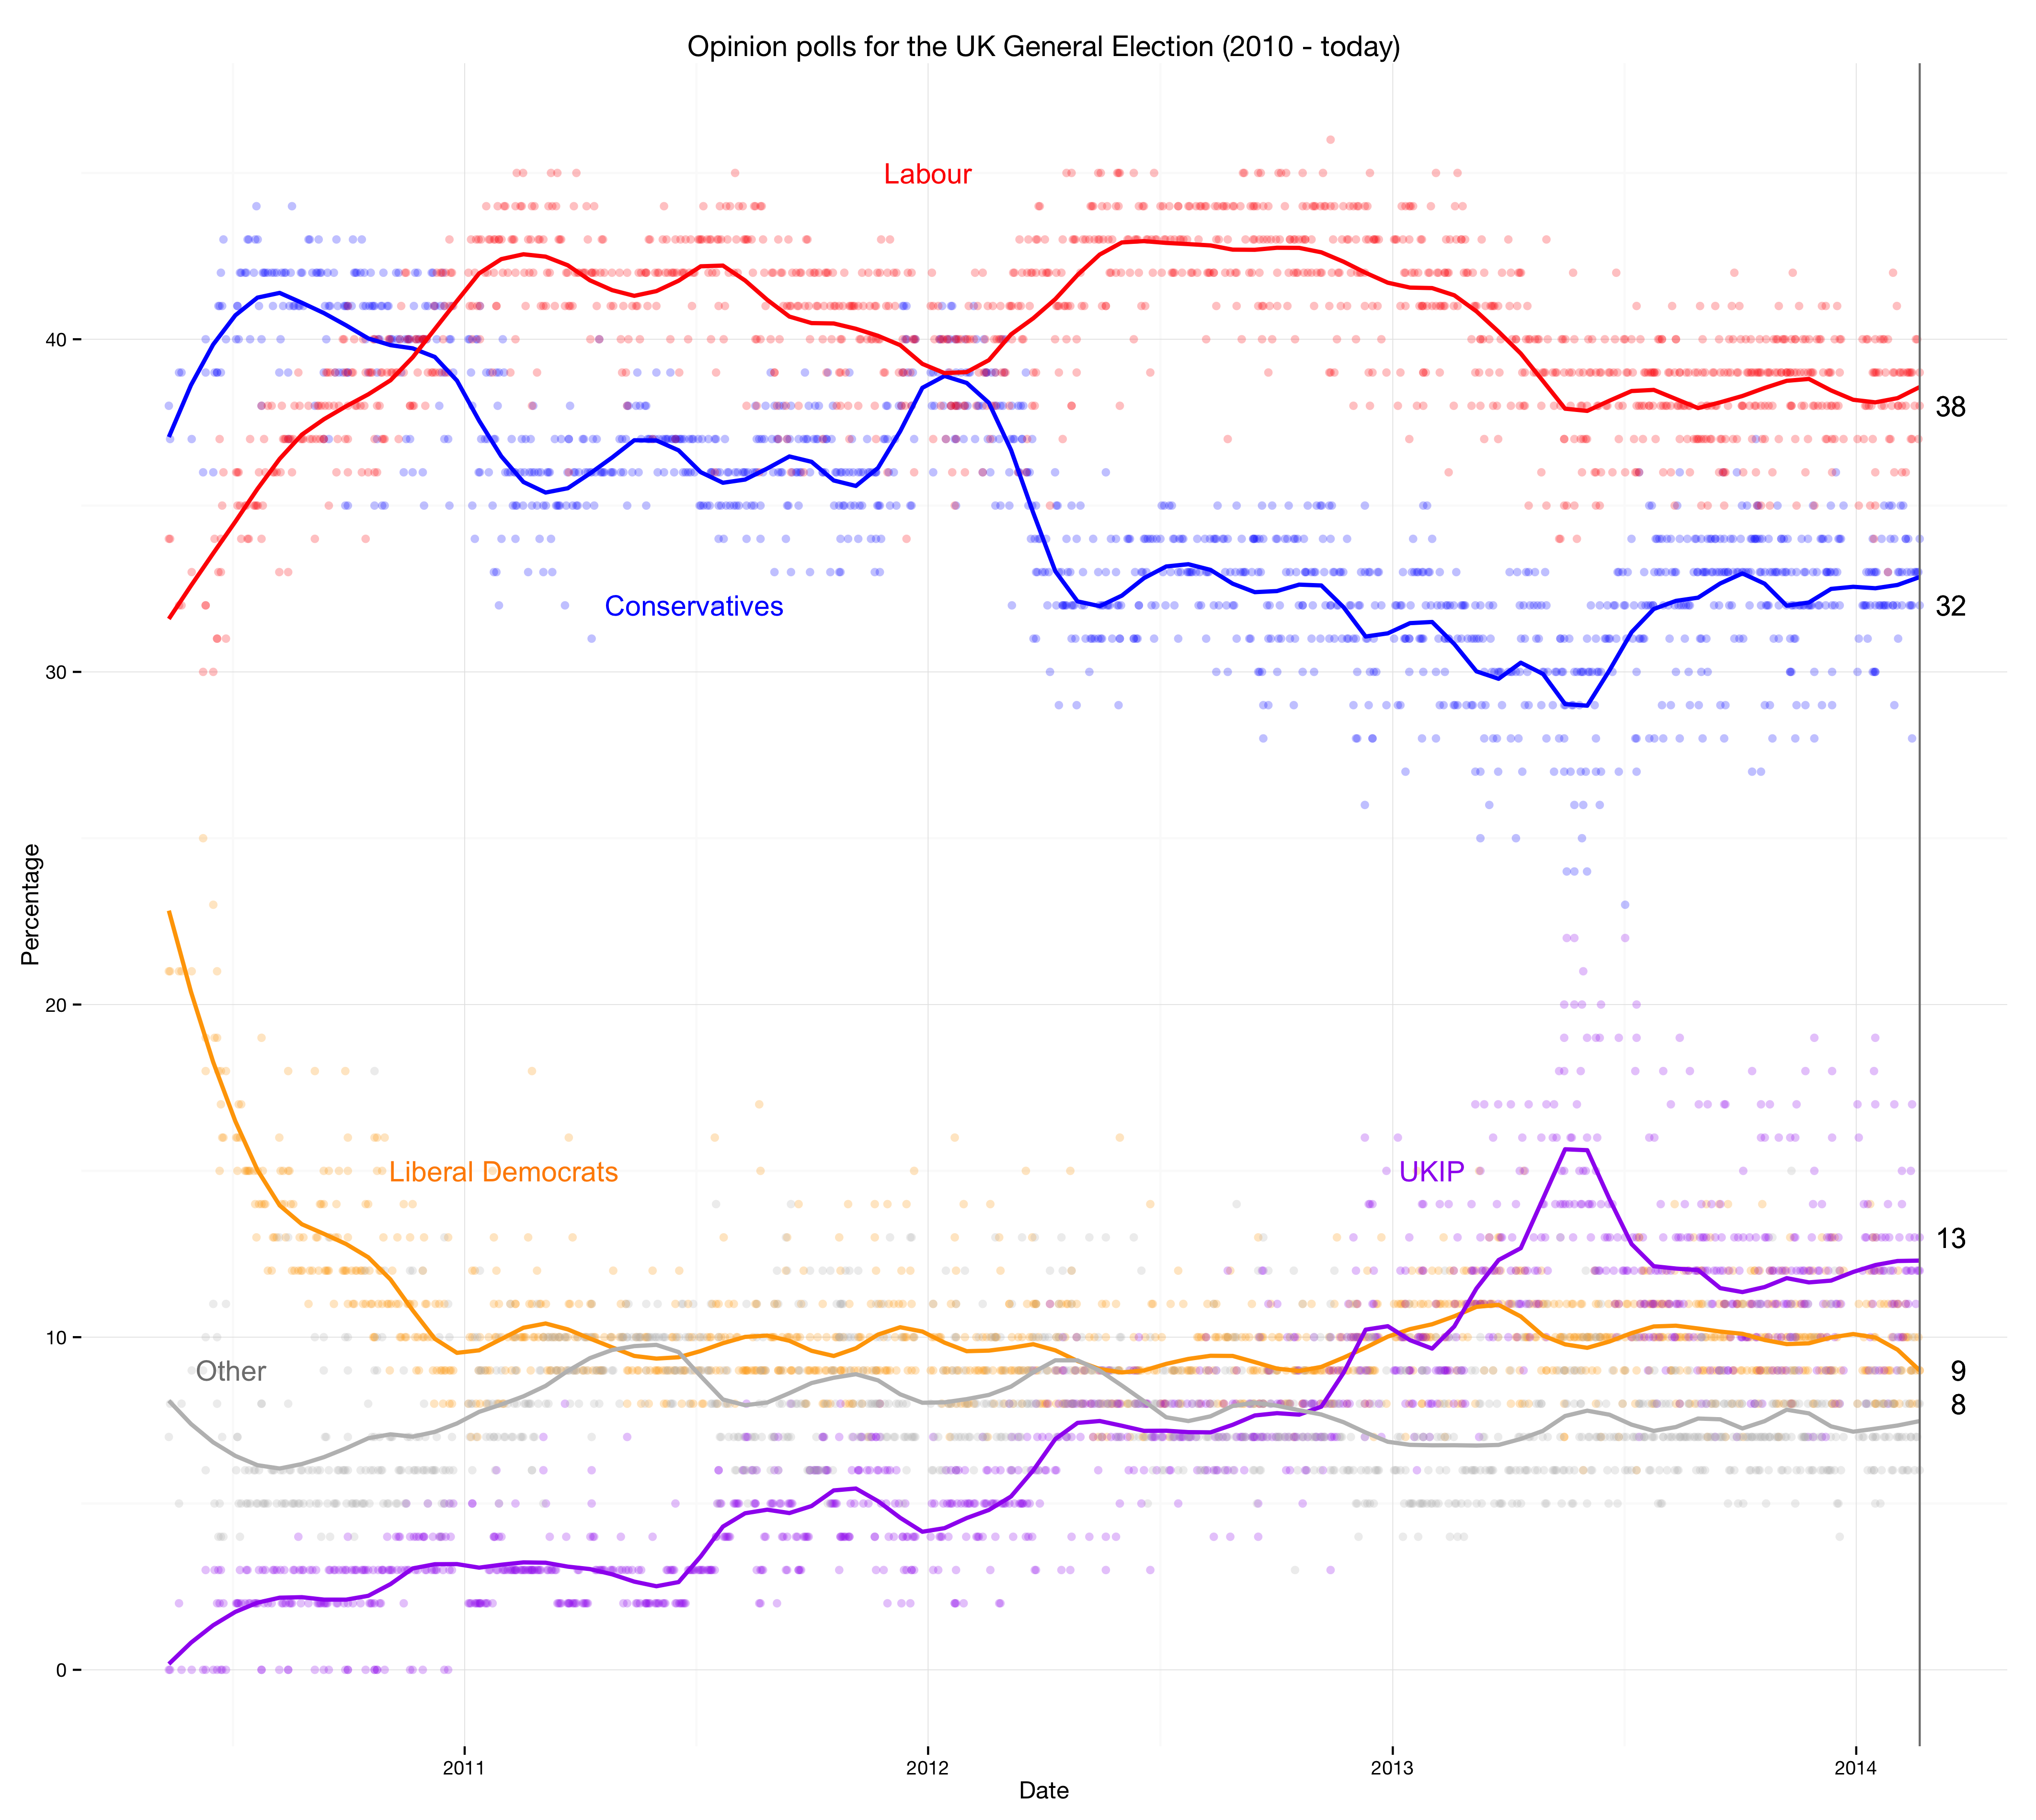 Opinion polls for the UK General Election (2010 - today)
Labour
40
38
Conservatives
32
30
Percentage
20
Liberal Democrats
UKIP
13
10
Other
9
8
0
2011
2012
2013
2014
Date